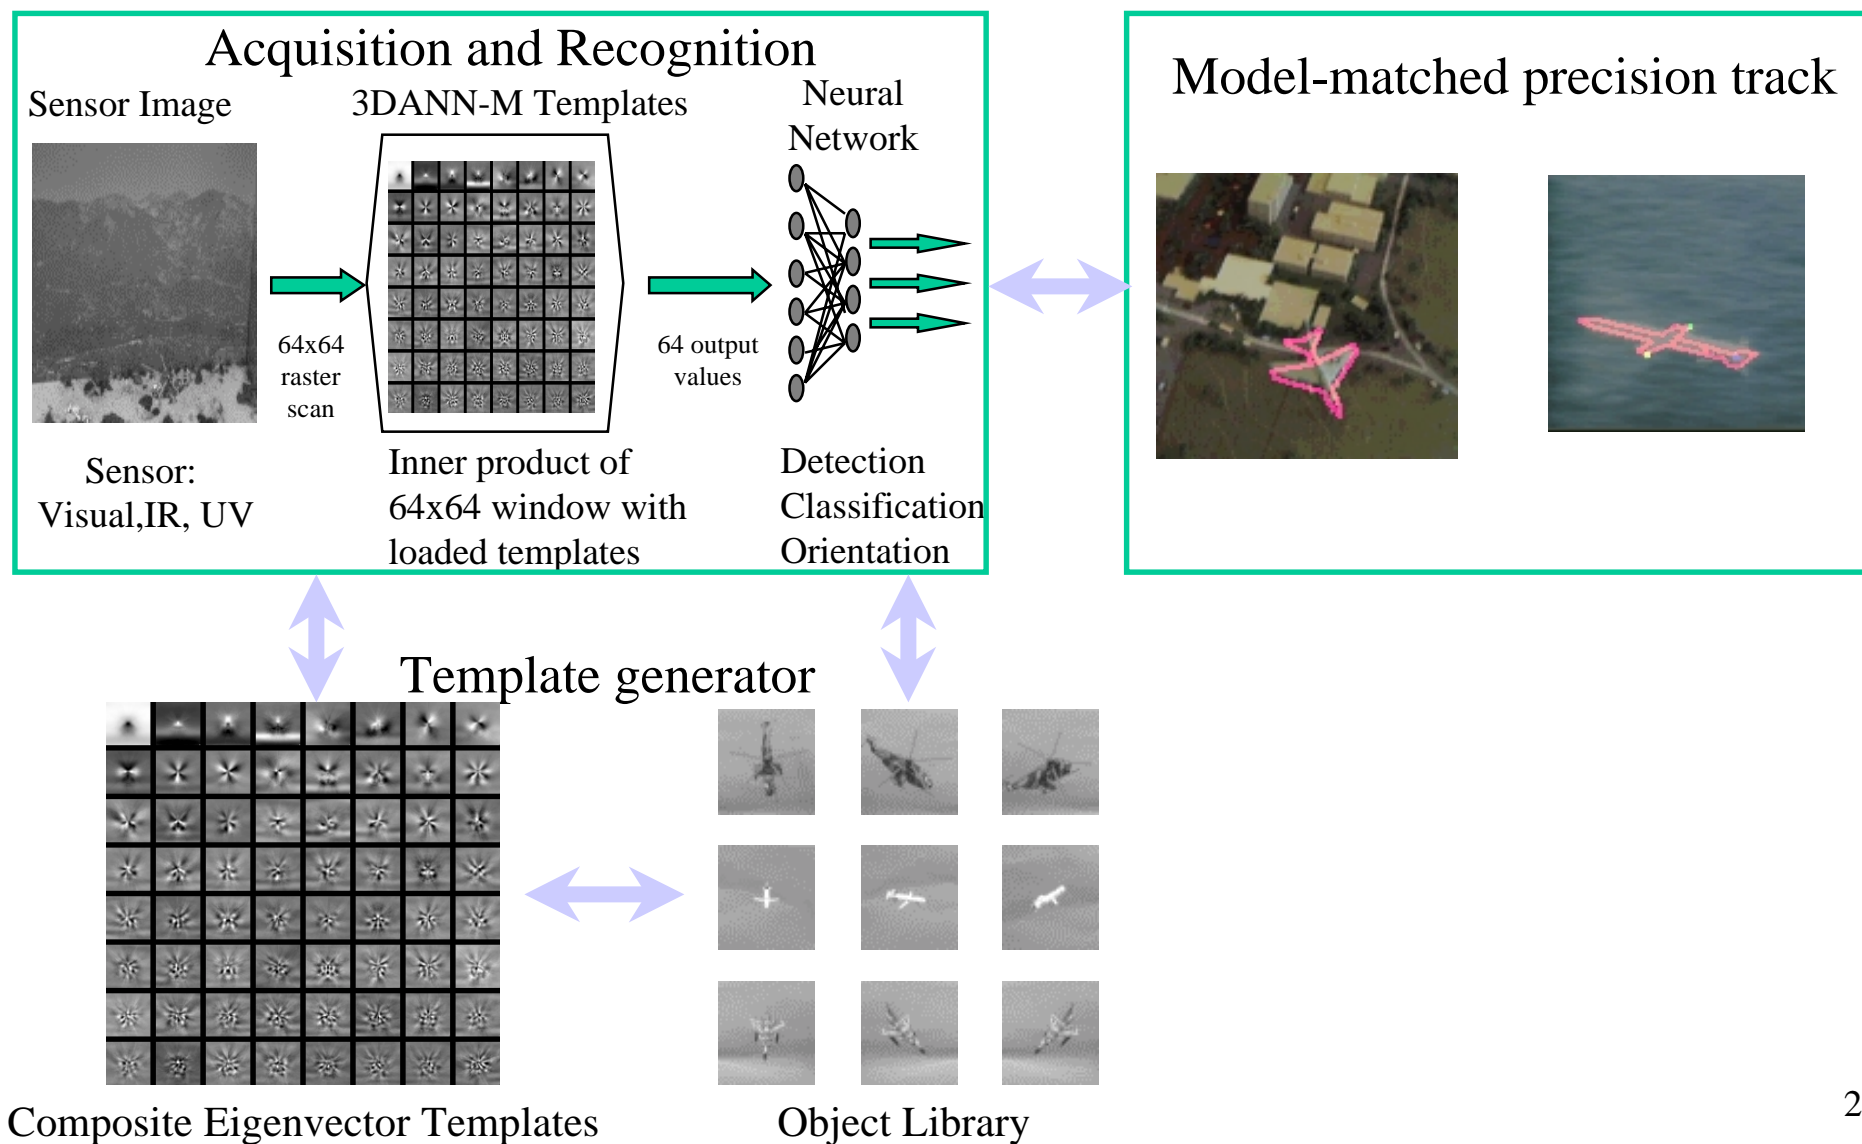 Acquisition and Recognition
Sensor Image
3DANN-M Templates
Neural
Network
64x64
raster
scan
64 output
values
Sensor:
Visual,IR, UV
Inner product of
64x64 window with
loaded templates
Detection
Classification
Orientation
Model-matched precision track
Template generator
Composite Eigenvector Templates
Object Library
2